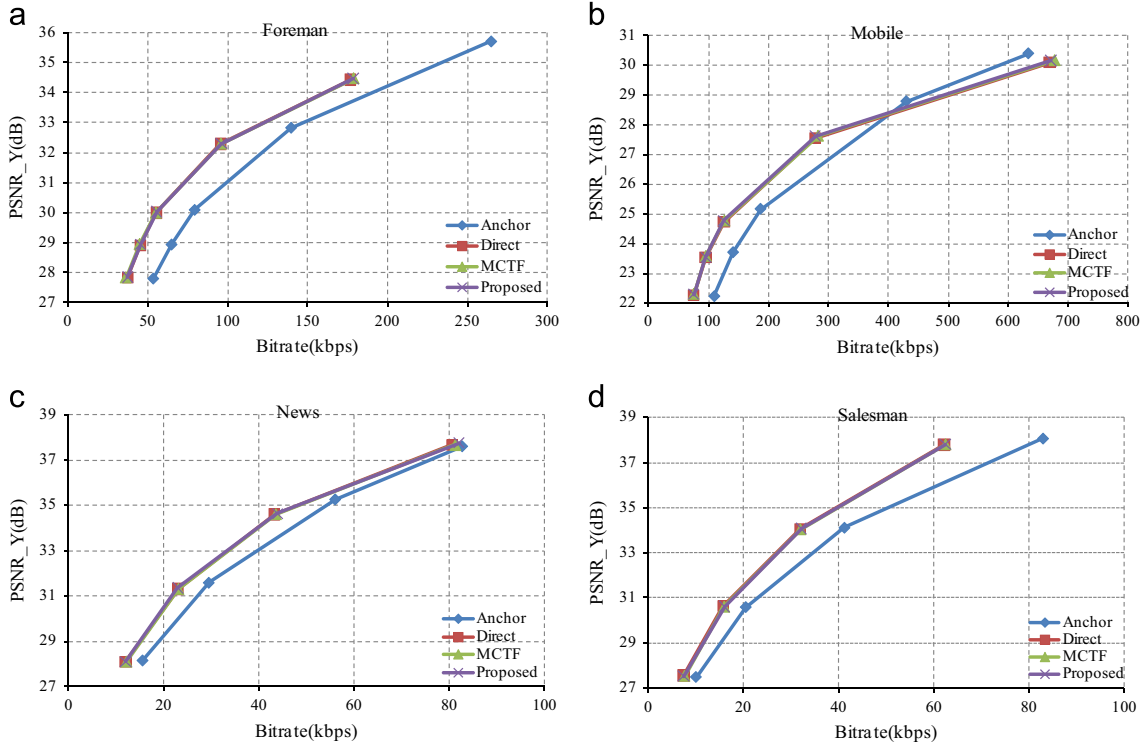 a
Foreman
PSNR_Y(dB)
36
35
34
33
32
31
30
29
28
27
0 50 100 150 200 250 300
Bitrate(kbps)
Anchor
Direct
MCTF
Proposed
b
Mobile
PSNR_Y(dB)
31
30
29
28
27
26
25
24
23
22
0 100 200 300 400 500 600 700 800
Bitrate(kbps)
Anchor
Direct
MCTF
Proposed
c
News
PSNR_Y(dB)
39
37
35
33
31
29
27
0 20 40 60 80 100
Bitrate(kbps)
Anchor
Direct
MCTF
Proposed
d
Salesman
PSNR_Y(dB)
39
37
35
33
31
29
27
0 20 40 60 80 100
Bitrate(kbps)
Anchor
Direct
MCTF
Proposed